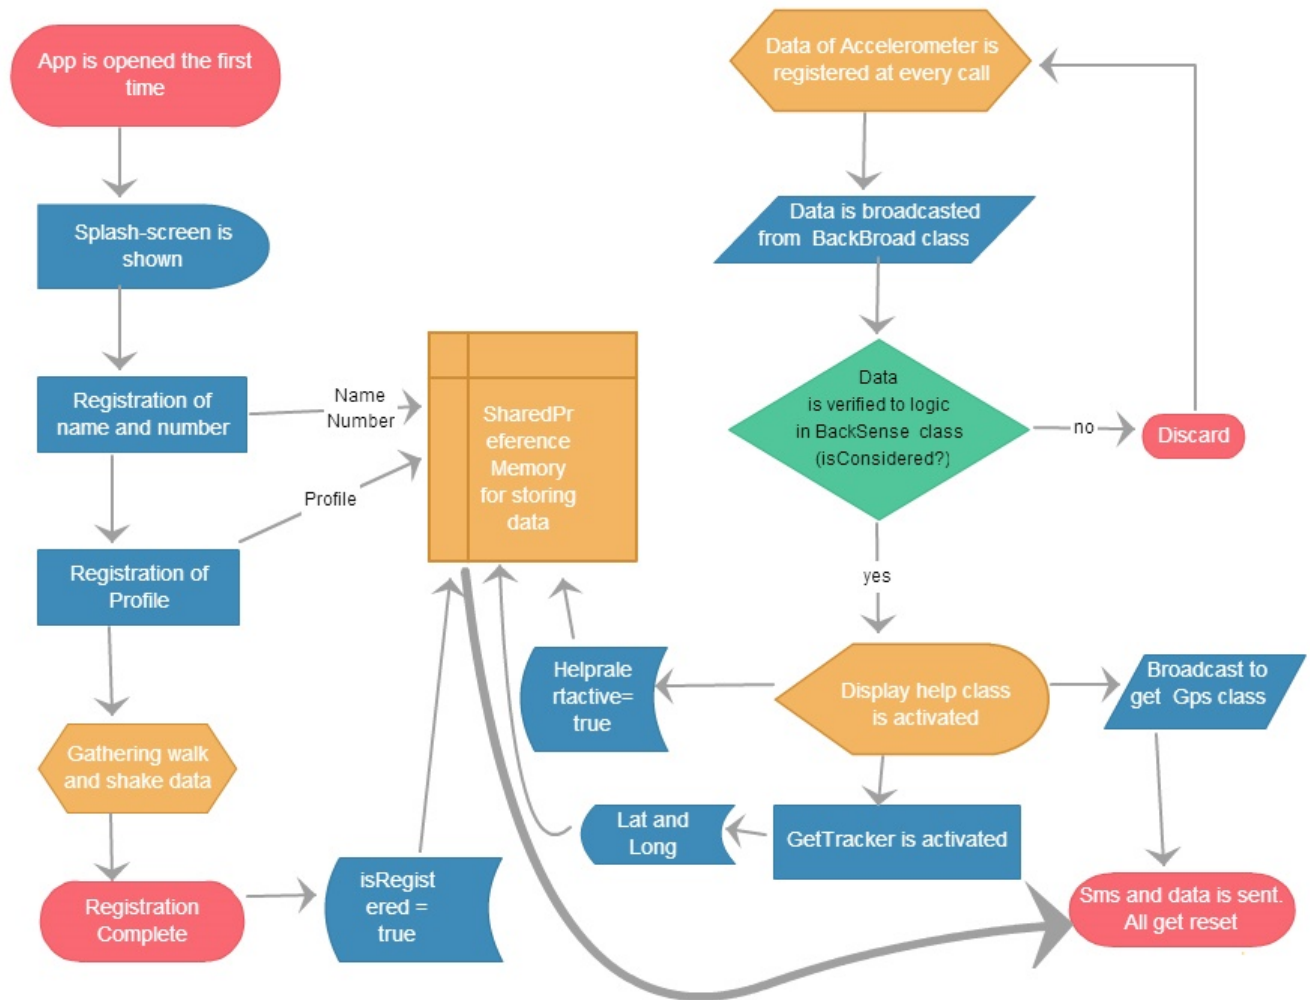 App is opened the first
time
Splash-screen is
shown
Registration of
name and number
Name
Number
Registration of
Profile
Profile
Gathering walk
and shake data
Registration
Complete
isRegist
ered =
true
SharedPr
eference
Memory
for storing
data
Data of Accelerometer is
registered at every call
Data is broadcasted
from BackBroad class
Data
is verified to logic
in BackSense class
(isConsidered?)
no
Discard
yes
Display help class
is activated
Helprale
rtactive=
true
Broadcast to
get Gps class
GetTracker is activated
Lat and
Long
Sms and data is sent.
All get reset